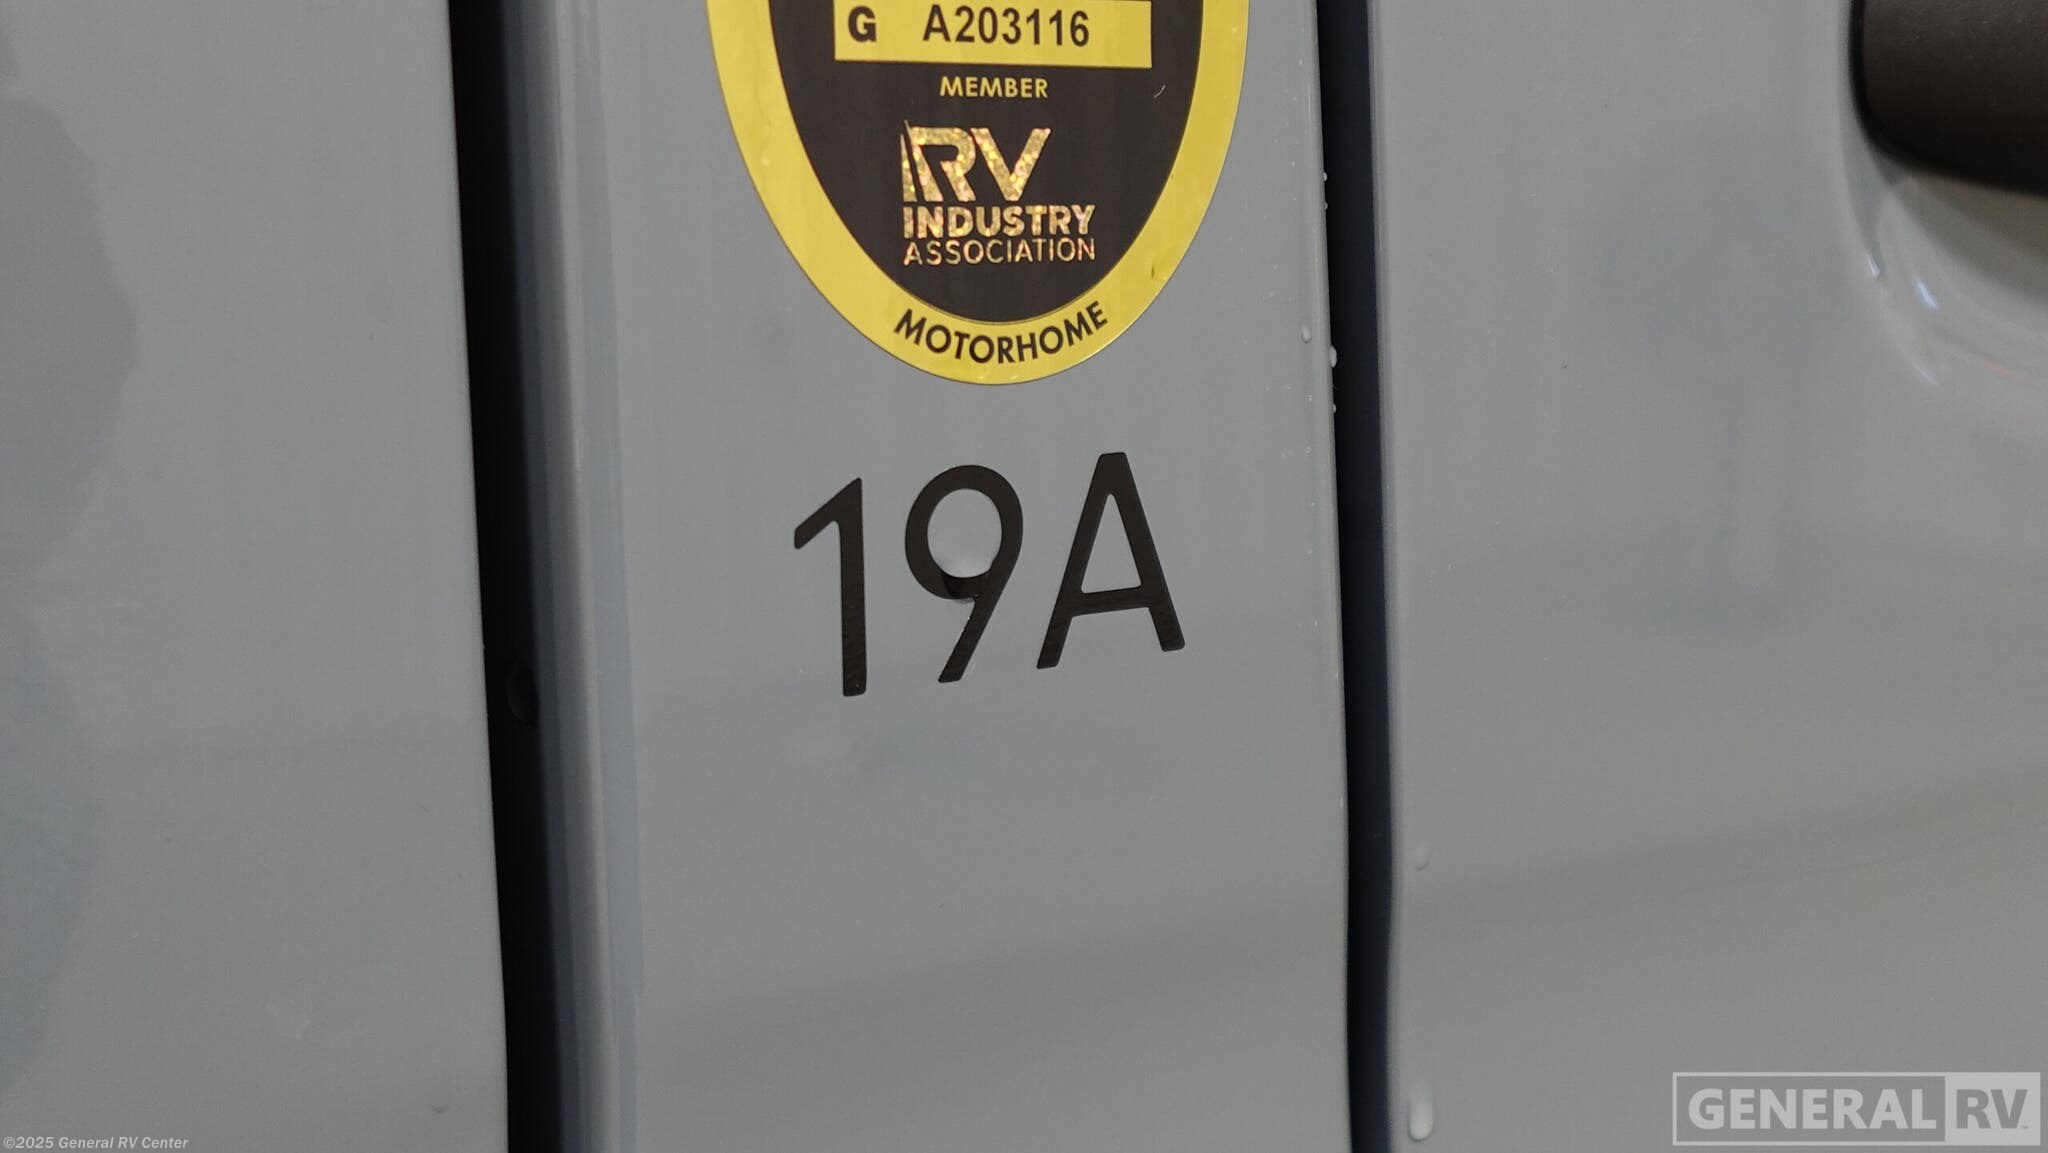 G A203116
MEMBER
RV
INDUSTRY
ASSOCIATION
MOTORHOME
19A
GENERAL RV
©2025 General RV Center